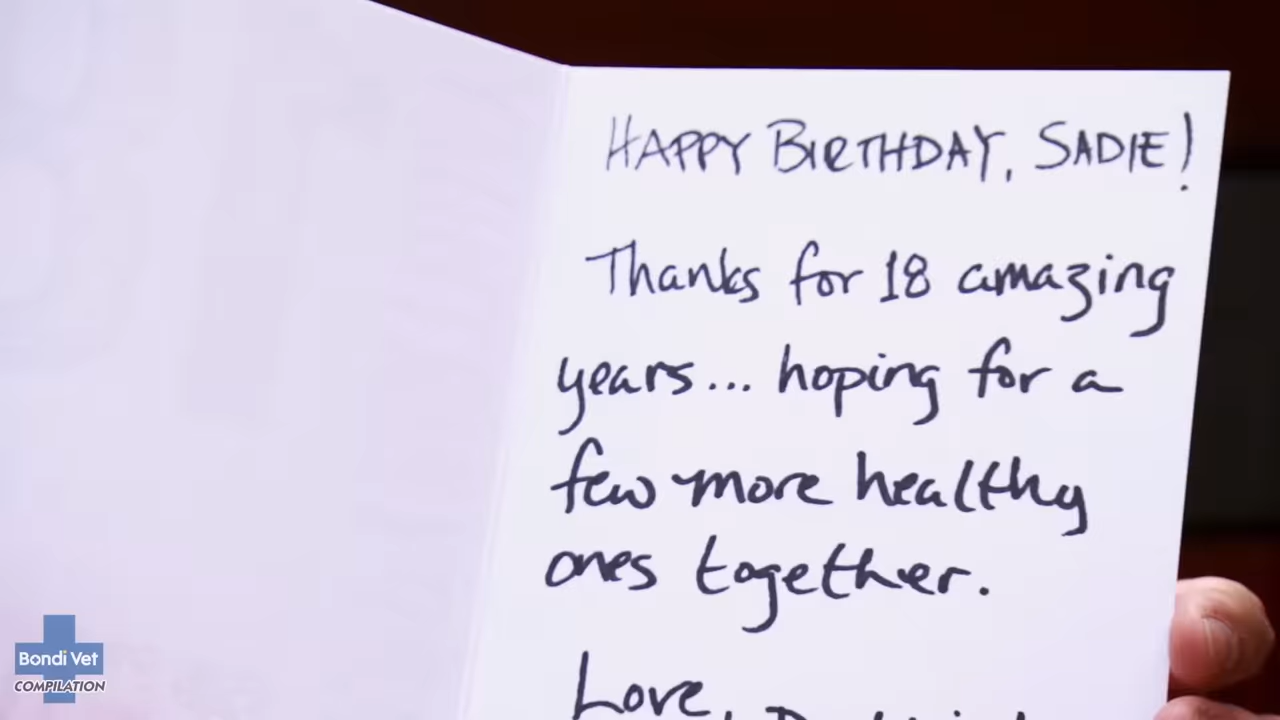 HAPPY BIRTHDAY, SADIE!
Thanks for 18 amazing
years... hoping for a
few more healthy
ones together.
Love,
Bondi Vet
COMPILATION